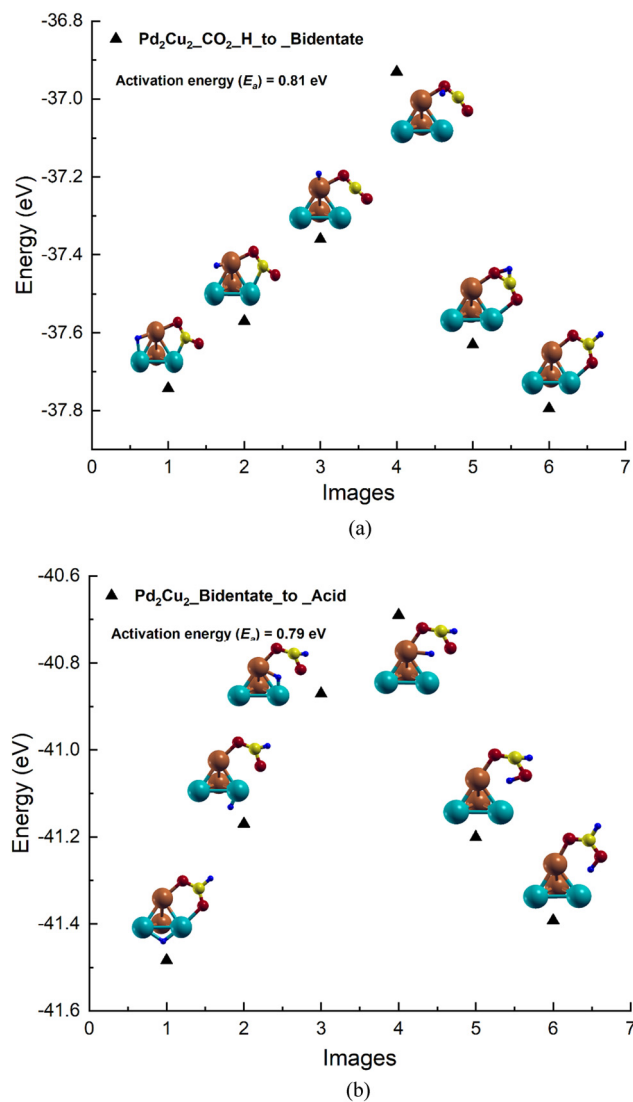 -36.8
▲ Pd₂Cu₂_CO₂_H_to _Bidentate
Activation energy (Eₐ) = 0.81 eV
-37.0
-37.2
-37.4
-37.6
-37.8
Energy (eV)
0 1 2 3 4 5 6 7
Images
(a)
-40.6
▲ Pd₂Cu₂_Bidentate_to _Acid
Activation energy (Eₐ) = 0.79 eV
-40.8
-41.0
-41.2
-41.4
-41.6
Energy (eV)
0 1 2 3 4 5 6 7
Images
(b)